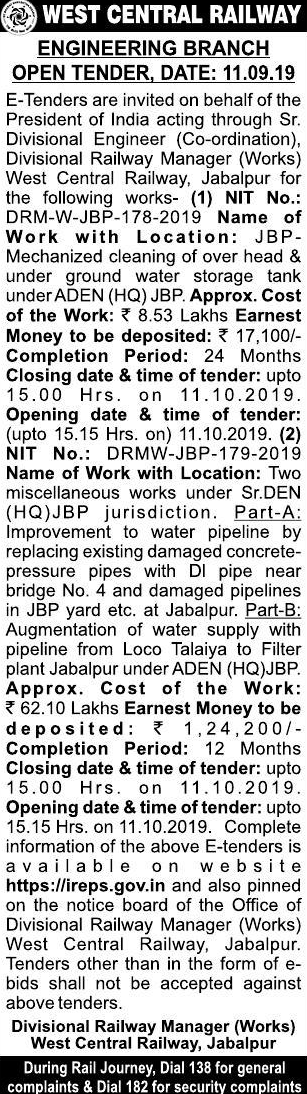 WEST CENTRAL RAILWAY
ENGINEERING BRANCH
OPEN TENDER, DATE: 11.09.19
E-Tenders are invited on behalf of the
President of India acting through Sr.
Divisional Engineer (Co-ordination),
Divisional Railway Manager (Works)
West Central Railway, Jabalpur for
the following works- (1) NIT No.:
DRM-W-JBP-178-2019 Name of
Work with Location: JBP-
Mechanized cleaning of over head &
under ground water storage tank
under ADEN (HQ) JBP. Approx. Cost
of the Work: ₹ 8.53 Lakhs Earnest
Money to be deposited: ₹ 17,100/-
Completion Period: 24 Months
Closing date & time of tender: upto
15.00 Hrs. on 11.10.2019.
Opening date & time of tender:
(upto 15.15 Hrs. on) 11.10.2019. (2)
NIT No.: DRMW-JBP-179-2019
Name of Work with Location: Two
miscellaneous works under Sr.DEN
(HQ)JBP jurisdiction. Part-A:
Improvement to water pipeline by
replacing existing damaged concrete-
pressure pipes with DI pipe near
bridge No. 4 and damaged pipelines
in JBP yard etc. at Jabalpur. Part-B:
Augmentation of water supply with
pipeline from Loco Talaiya to Filter
plant Jabalpur under ADEN (HQ)JBP.
Approx. Cost of the Work:
₹ 62.10 Lakhs Earnest Money to be
deposited: ₹ 1,24,200/-
Completion Period: 12 Months
Closing date & time of tender: upto
15.00 Hrs. on 11.10.2019.
Opening date & time of tender: upto
15.15 Hrs. on 11.10.2019. Complete
information of the above E-tenders is
available on website
https://ireps.gov.in and also pinned
on the notice board of the Office of
Divisional Railway Manager (Works)
West Central Railway, Jabalpur.
Tenders other than in the form of e-
bids shall not be accepted against
above tenders.
Divisional Railway Manager (Works)
West Central Railway, Jabalpur
During Rail Journey, Dial 138 for general
complaints & Dial 182 for security complaints